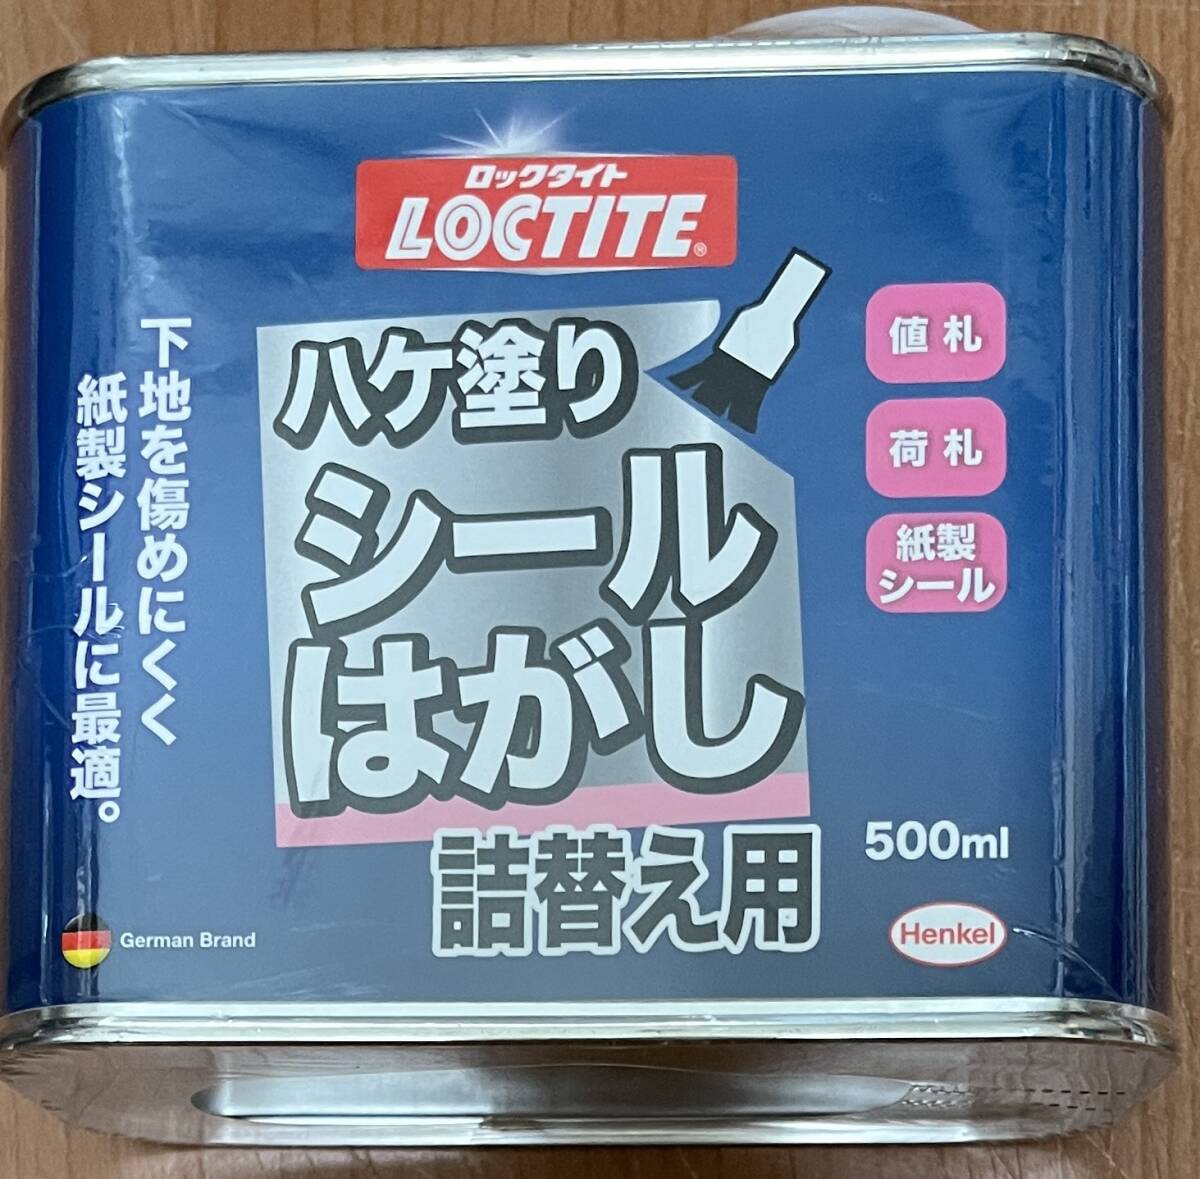 ロックタイト
LOCTITE®
ハケ塗り
シール
はがし
詰替え用
下地を傷めにくく
紙製シールに最適。
値札
荷札
紙製
シール
500ml
German Brand
Henkel